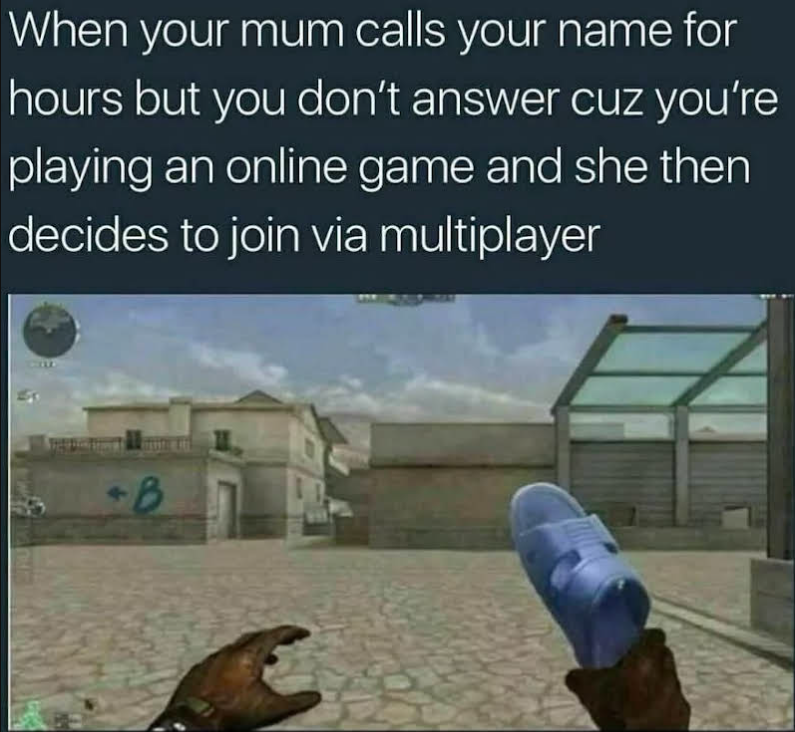 When your mum calls your name for
hours but you don't answer cuz you're
playing an online game and she then
decides to join via multiplayer
B